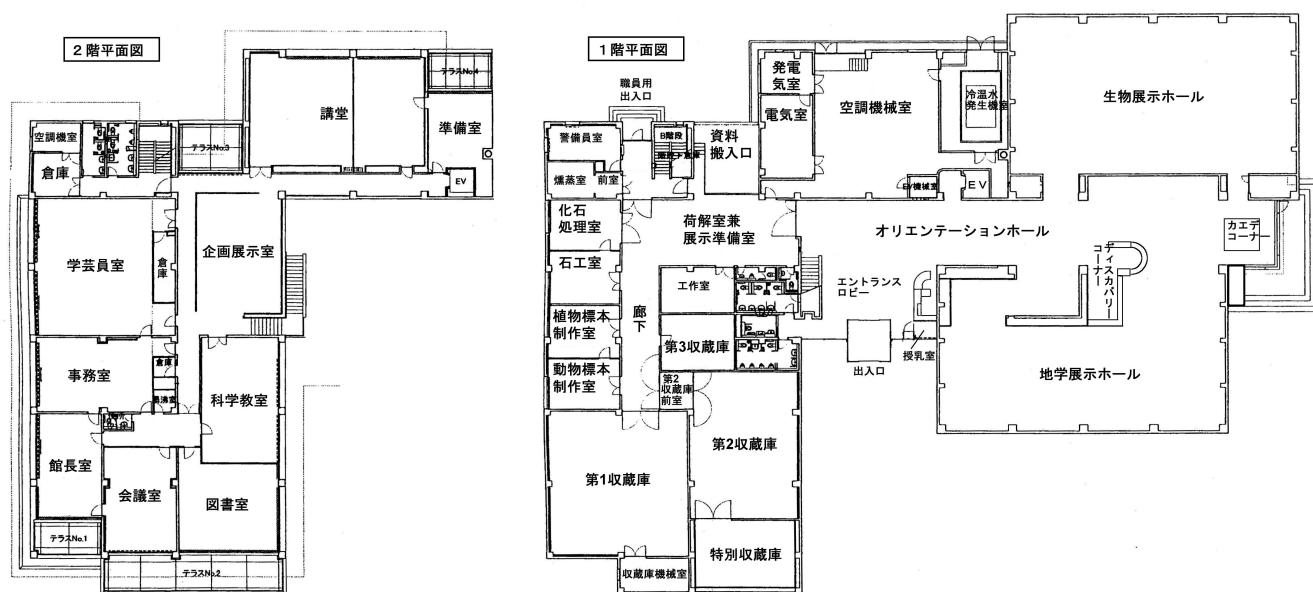 2階平面図
テラスNo.4
講堂
準備室
空調機室
テラスNo.3
倉庫
EV
学芸員室
倉庫
企画展示室
事務室
倉庫
湯沸室
科学教室
館長室
会議室
図書室
テラスNo.1
テラスNo.2
1階平面図
職員用
出入口
発電
気室
電気室
空調機械室
冷温水
発生機室
生物展示ホール
警備員室
B階段
階段下倉庫
資料
搬入口
燻蒸室
前室
EV機械室
EV
化石
処理室
荷解室兼
展示準備室
オリエンテーションホール
カエデ
コーナー
ディスカバリー
コーナー
石工室
工作室
エントランス
ロビー
廊下
植物標本
制作室
第3収蔵庫
出入口
授乳室
動物標本
制作室
第2
収蔵庫
前室
地学展示ホール
第1収蔵庫
第2収蔵庫
特別収蔵庫
収蔵庫機械室